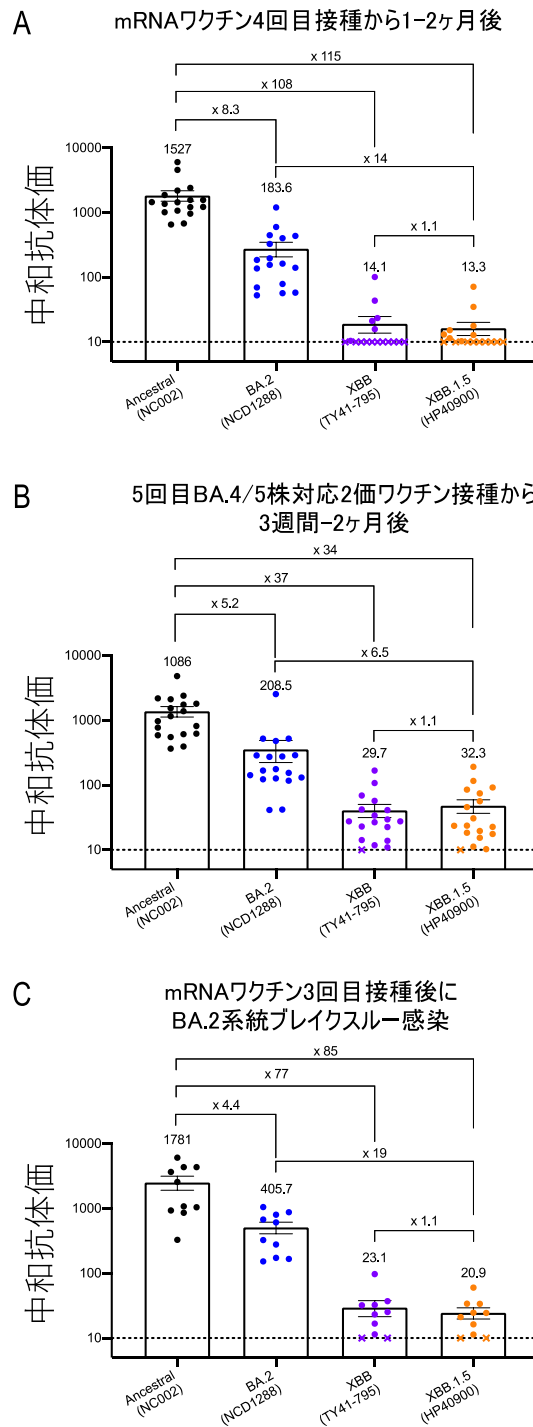 A
mRNAワクチン4回目接種から1-2ヶ月後
x 115
x 108
x 8.3
x 14
x 1.1
中和抗体価
10000
1000
100
10
1527
183.6
14.1
13.3
Ancestral
(NC002)
BA.2
(NCD1288)
XBB
(TY41-795)
XBB.1.5
(HP40900)
B
5回目BA.4/5株対応2価ワクチン接種から
3週間-2ヶ月後
x 34
x 37
x 5.2
x 6.5
x 1.1
中和抗体価
10000
1000
100
10
1086
208.5
29.7
32.3
Ancestral
(NC002)
BA.2
(NCD1288)
XBB
(TY41-795)
XBB.1.5
(HP40900)
C
mRNAワクチン3回目接種後に
BA.2系統ブレイクスルー感染
x 85
x 77
x 4.4
x 19
x 1.1
中和抗体価
10000
1000
100
10
1781
405.7
23.1
20.9
Ancestral
(NC002)
BA.2
(NCD1288)
XBB
(TY41-795)
XBB.1.5
(HP40900)